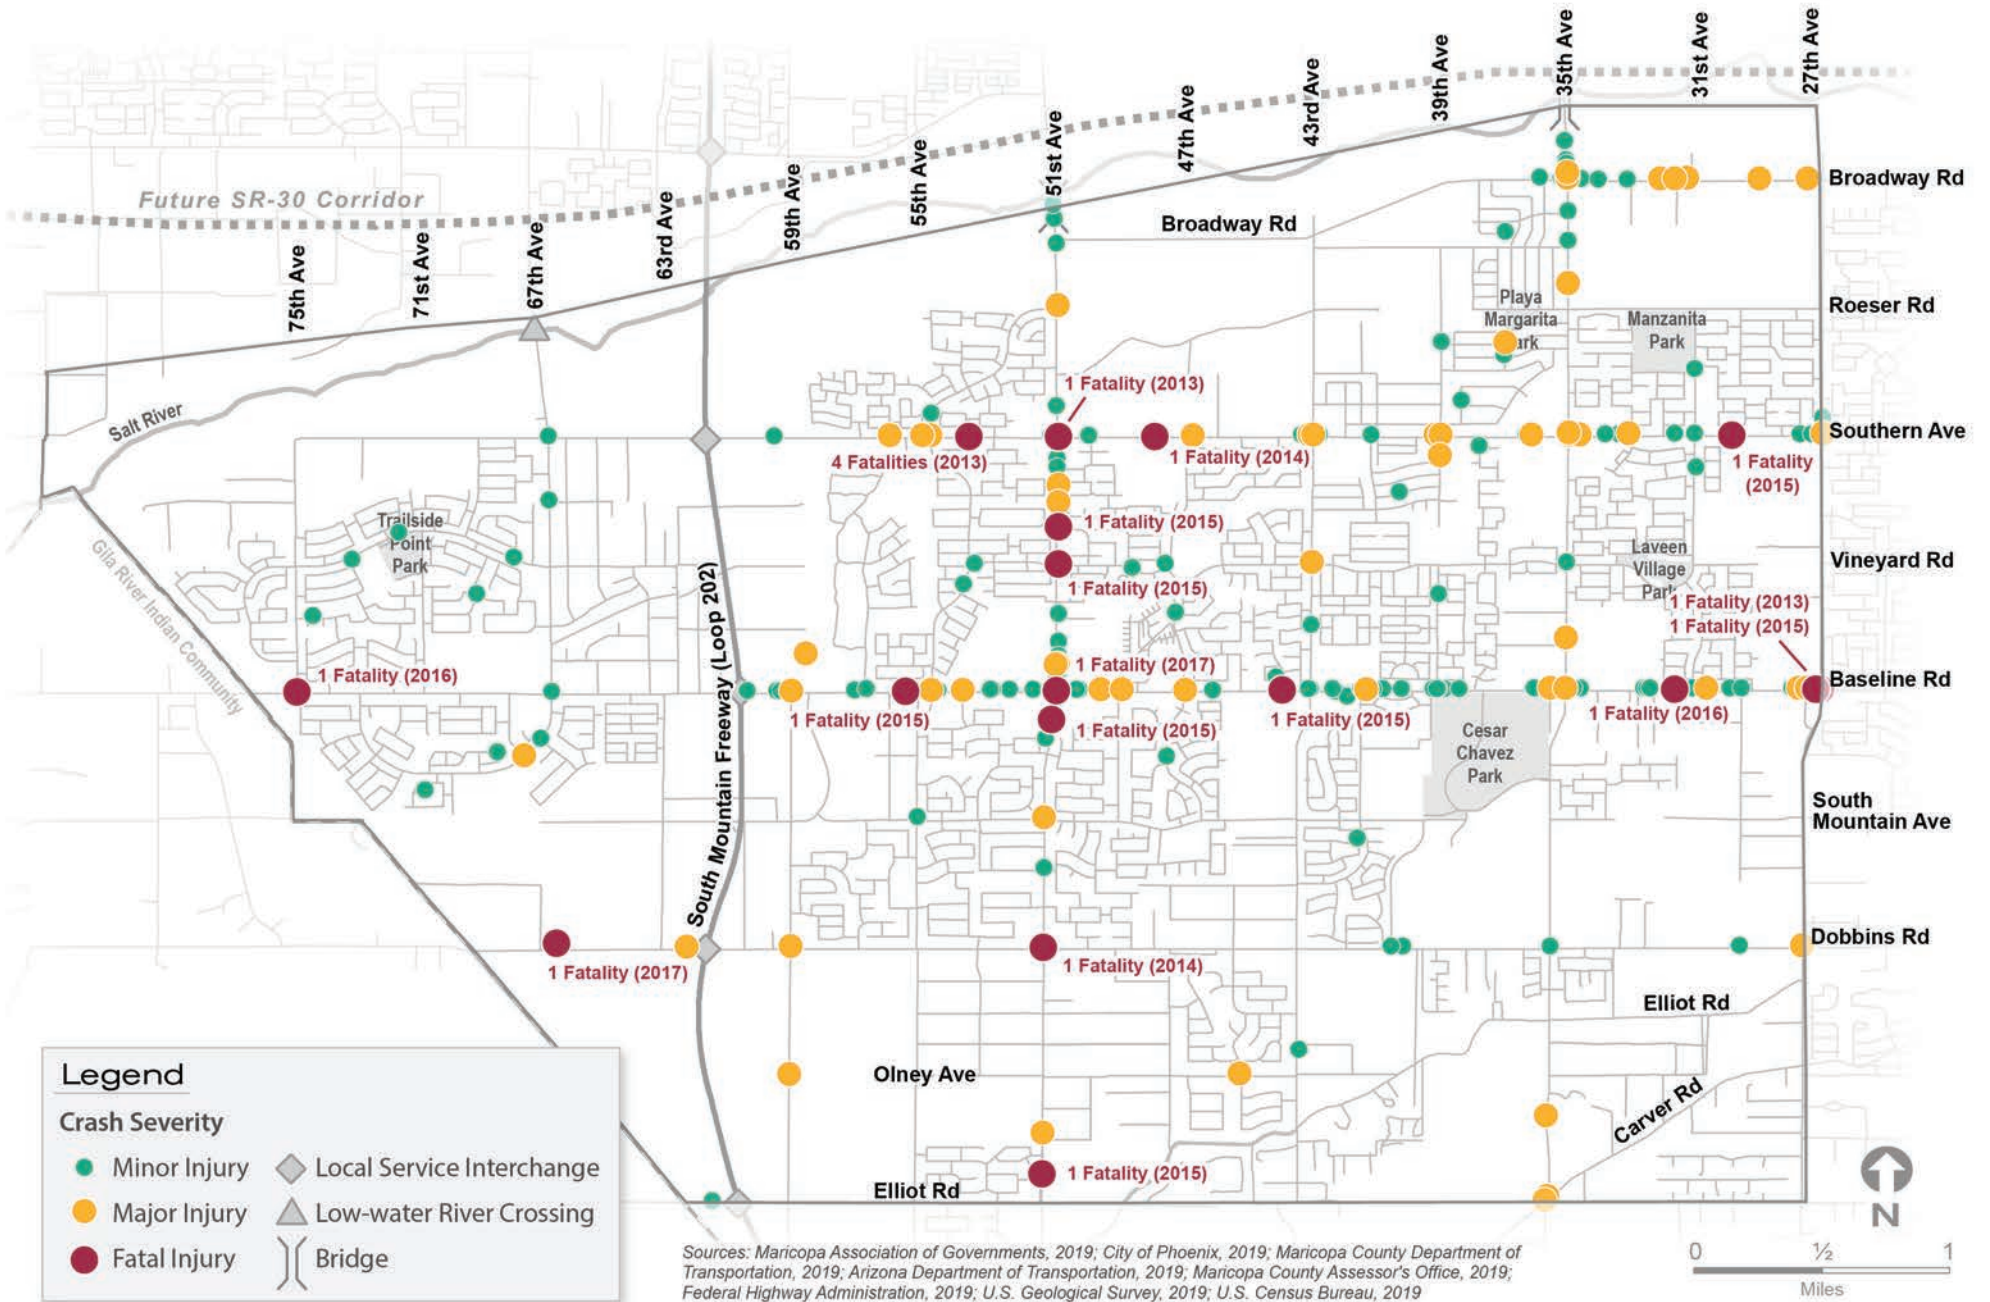 35th Ave
31st Ave
27th Ave
39th Ave
43rd Ave
47th Ave
51st Ave
55th Ave
59th Ave
63rd Ave
67th Ave
71st Ave
75th Ave
Future SR-30 Corridor
Broadway Rd
Broadway Rd
Roeser Rd
Playa
Margarita
Park
Manzanita
Park
Salt River
1 Fatality (2013)
Southern Ave
4 Fatalities (2013)
1 Fatality (2014)
1 Fatality
(2015)
Trailside
Point
Park
1 Fatality (2015)
Gila River Indian Community
South Mountain Freeway (Loop 202)
Laveen
Village
Park
Vineyard Rd
1 Fatality (2015)
1 Fatality (2013)
1 Fatality (2015)
1 Fatality (2016)
1 Fatality (2017)
Baseline Rd
1 Fatality (2015)
1 Fatality (2015)
1 Fatality (2015)
1 Fatality (2016)
Cesar
Chavez
Park
South
Mountain Ave
Dobbins Rd
1 Fatality (2017)
1 Fatality (2014)
Elliot Rd
Olney Ave
Carver Rd
1 Fatality (2015)
Elliot Rd
Legend
Crash Severity
Minor Injury
Local Service Interchange
Major Injury
Low-water River Crossing
Fatal Injury
Bridge
N
0 ½ 1
Miles
Sources: Maricopa Association of Governments, 2019; City of Phoenix, 2019; Maricopa County Department of
Transportation, 2019; Arizona Department of Transportation, 2019; Maricopa County Assessor's Office, 2019;
Federal Highway Administration, 2019; U.S. Geological Survey, 2019; U.S. Census Bureau, 2019